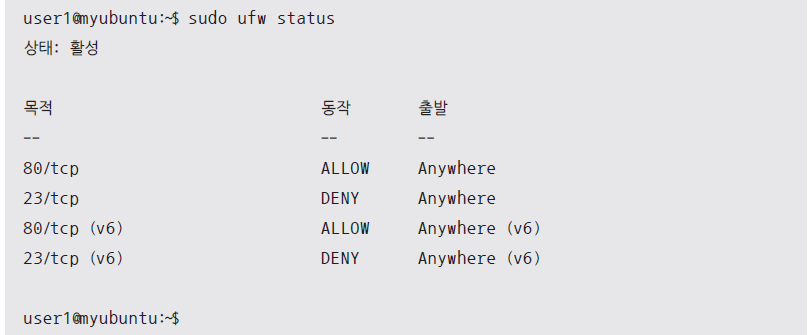 user1@myubuntu:~$ sudo ufw status
상태: 활성
목적 동작 출발
-- -- --
80/tcp ALLOW Anywhere
23/tcp DENY Anywhere
80/tcp (v6) ALLOW Anywhere (v6)
23/tcp (v6) DENY Anywhere (v6)
user1@myubuntu:~$